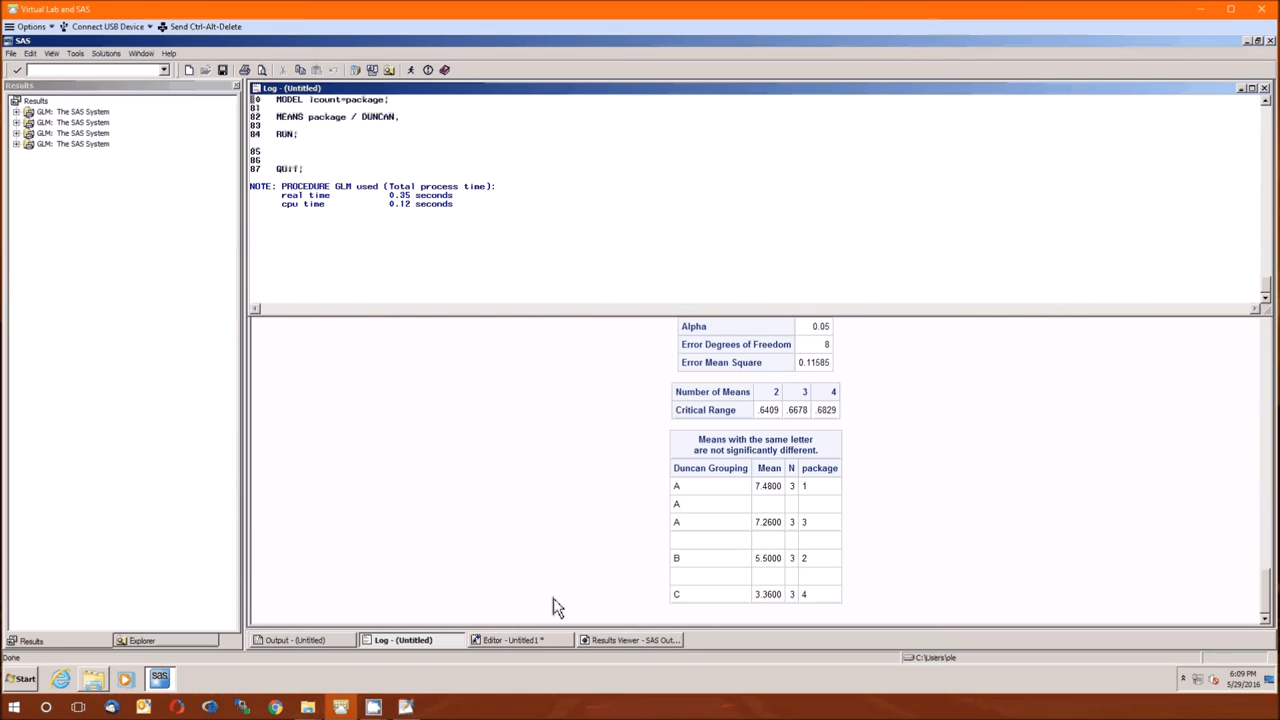 Virtual Lab and SAS
Options Connect USB Device Send Ctrl-Alt-Delete
SAS
File Edit View Tools Solutions Window Help
Results
Results
GLM: The SAS System
GLM: The SAS System
GLM: The SAS System
GLM: The SAS System
Log - (Untitled)
80 MODEL lcount=package;
81
82 MEANS package / DUNCAN,
83
84 RUN;
85
86
87 QUIT;
NOTE: PROCEDURE GLM used (Total process time):
real time 0.35 seconds
cpu time 0.12 seconds
Alpha 0.05
Error Degrees of Freedom 8
Error Mean Square 0.11585
Number of Means 2 3 4
Critical Range .6409 .6678 .6829
Means with the same letter
are not significantly different.
Duncan Grouping Mean N package
A 7.4800 3 1
A
A 7.2600 3 3
B 5.5000 3 2
C 3.3600 3 4
Results Explorer Output - (Untitled) Log - (Untitled) Editor - Untitled1 * Results Viewer - SAS Out...
Done C:\Users\ple
Start 6:09 PM
5/29/2016